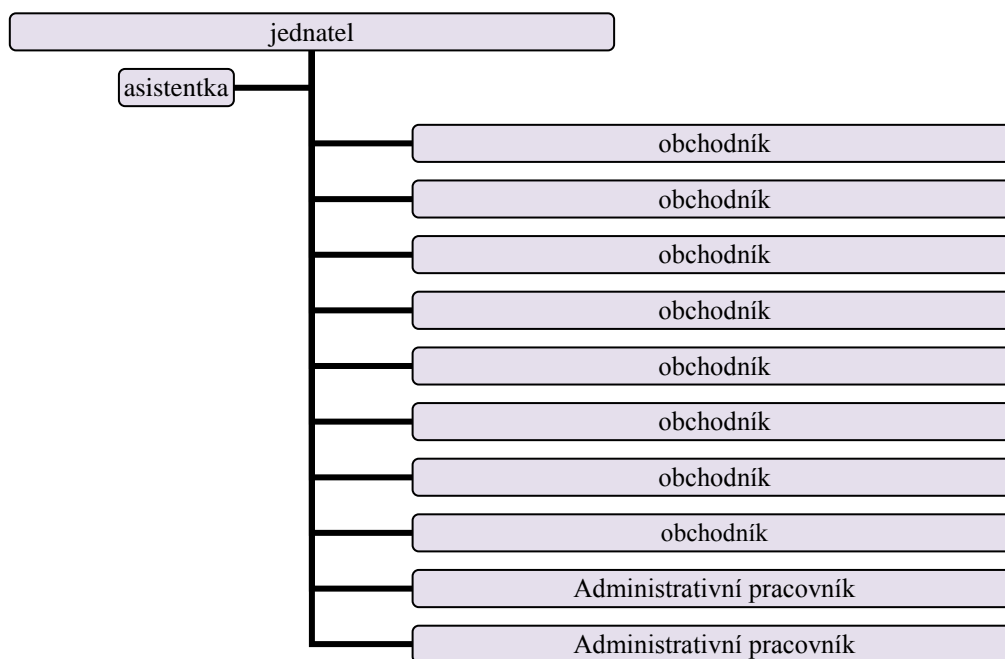 jednatel
asistentka
obchodník
obchodník
obchodník
obchodník
obchodník
obchodník
obchodník
obchodník
Administrativní pracovník
Administrativní pracovník